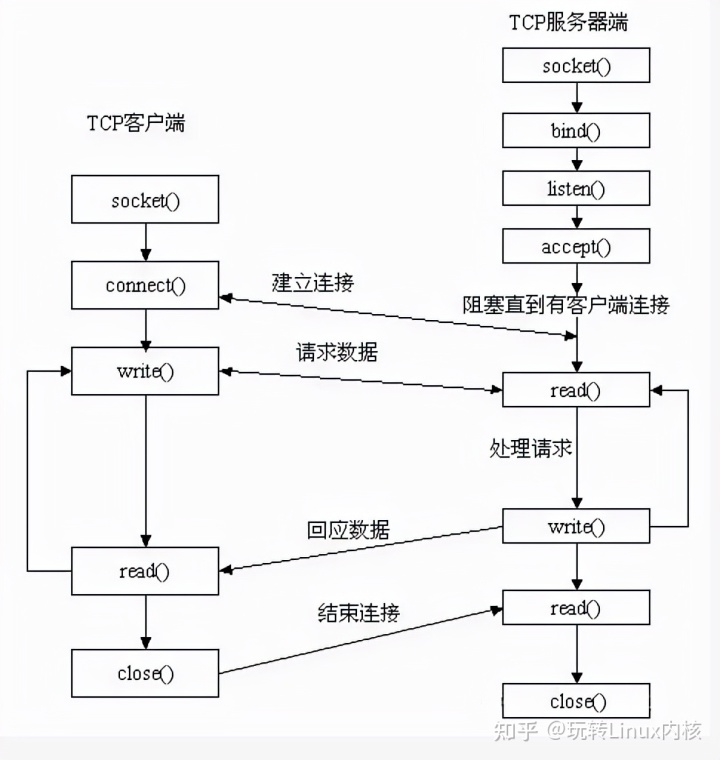 TCP服务器端
socket()
bind()
TCP客户端
listen()
socket()
accept()
connect()
建立连接
阻塞直到有客户端连接
请求数据
write()
read()
处理请求
回应数据
write()
read()
结束连接
read()
close()
close()
知乎 @玩转Linux内核